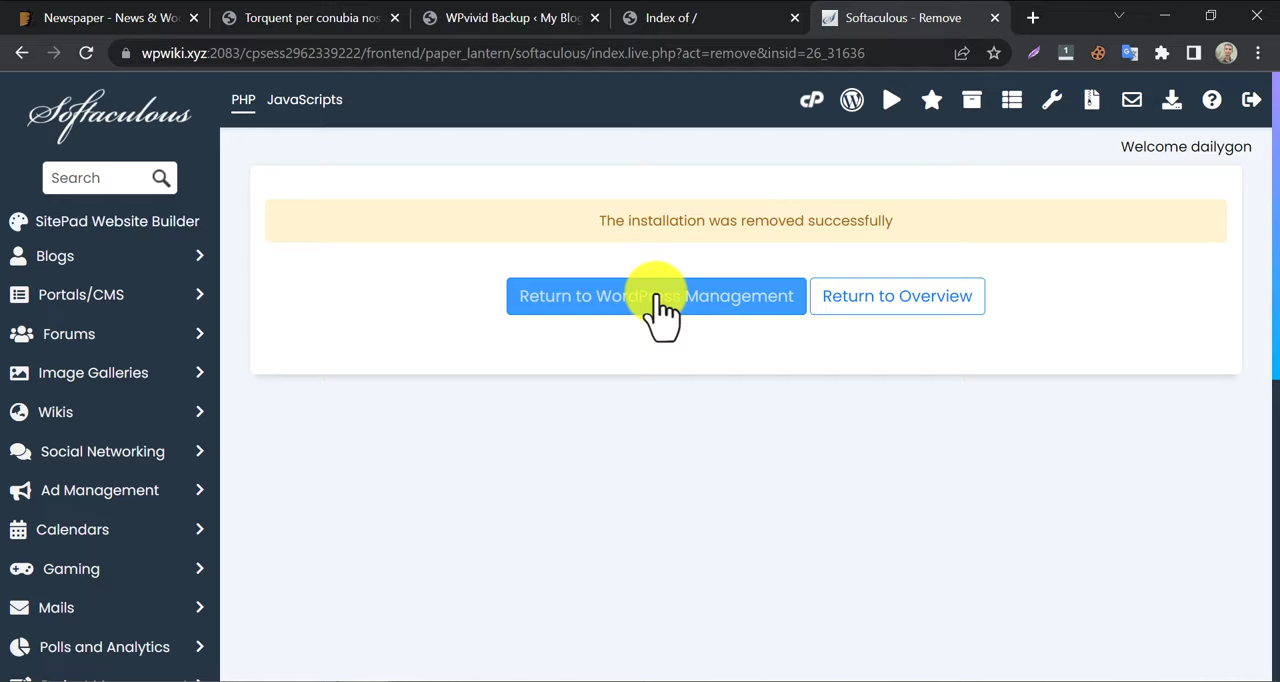 Newspaper - News & Wo
Torquent per conubia nos
WPvivid Backup ‹ My Blog
Index of /
Softaculous - Remove
wpwiki.xyz:2083/cpsess2962339222/frontend/paper_lantern/softaculous/index.live.php?act=remove&insid=26_31636
1
Softaculous
PHP
JavaScripts
cP
Welcome dailygon
Search
SitePad Website Builder
Blogs
Portals/CMS
Forums
Image Galleries
Wikis
Social Networking
Ad Management
Calendars
Gaming
Mails
Polls and Analytics
The installation was removed successfully
Return to WordPress Management
Return to Overview